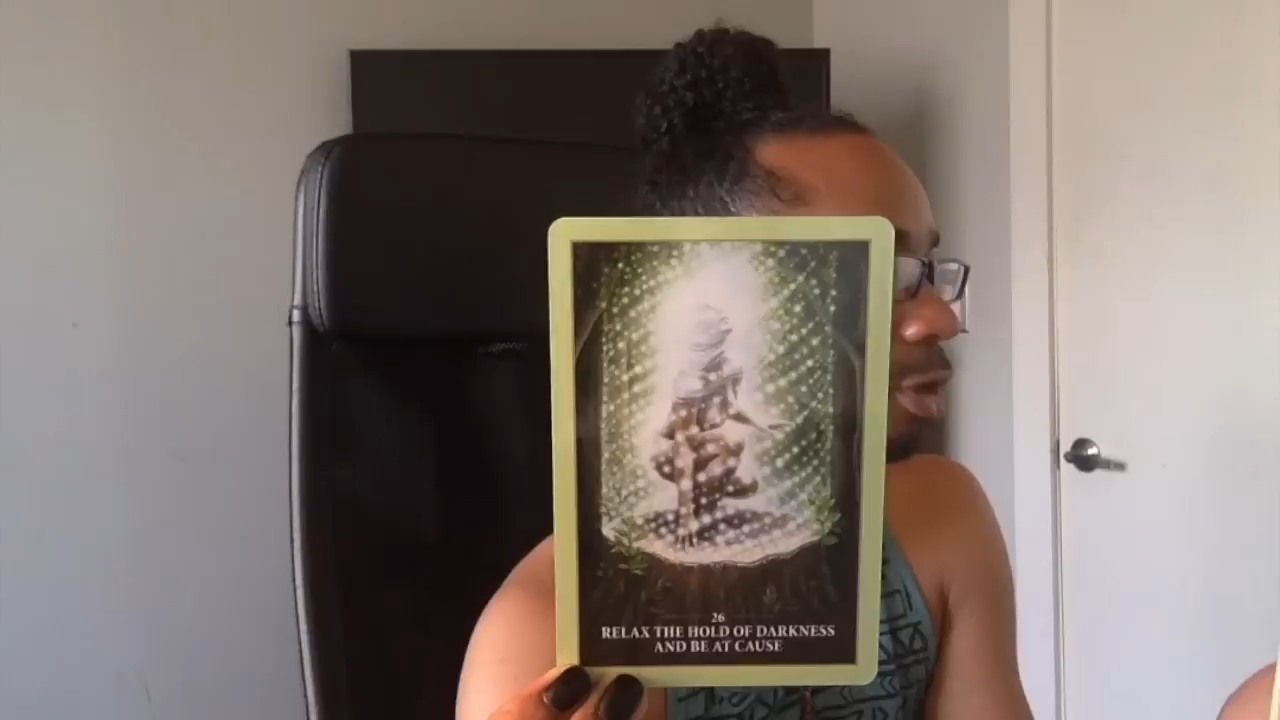 26
RELAX THE HOLD OF DARKNESS
AND BE AT CAUSE